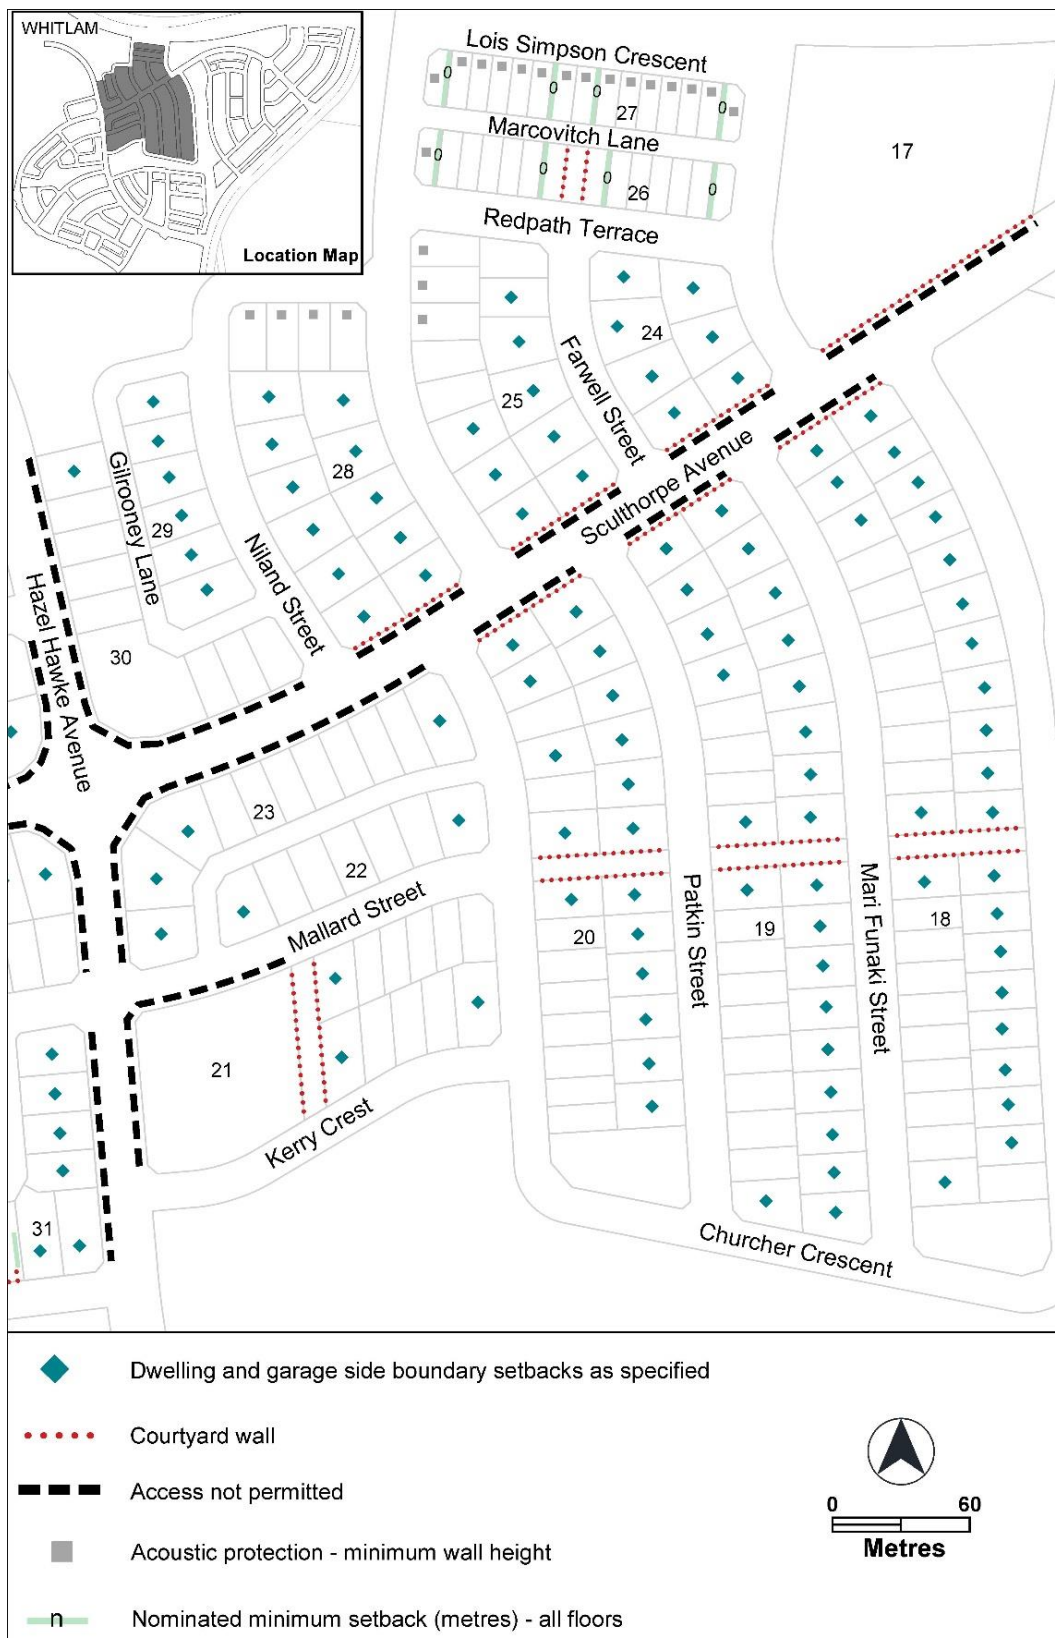 WHITLAM
Location Map
Lois Simpson Crescent
0
0
0
0
27
Marcovitch Lane
0
0
0
0
26
17
Redpath Terrace
24
Farwell Street
25
28
Sculthorpe Avenue
Gilrooney Lane
29
Niland Street
Hazel Hawke Avenue
30
23
22
Mallard Street
20
Patkin Street
19
Mari Funaki Street
18
21
Kerry Crest
31
Churcher Crescent
Dwelling and garage side boundary setbacks as specified
Courtyard wall
Access not permitted
Acoustic protection - minimum wall height
n Nominated minimum setback (metres) - all floors
0 60
Metres